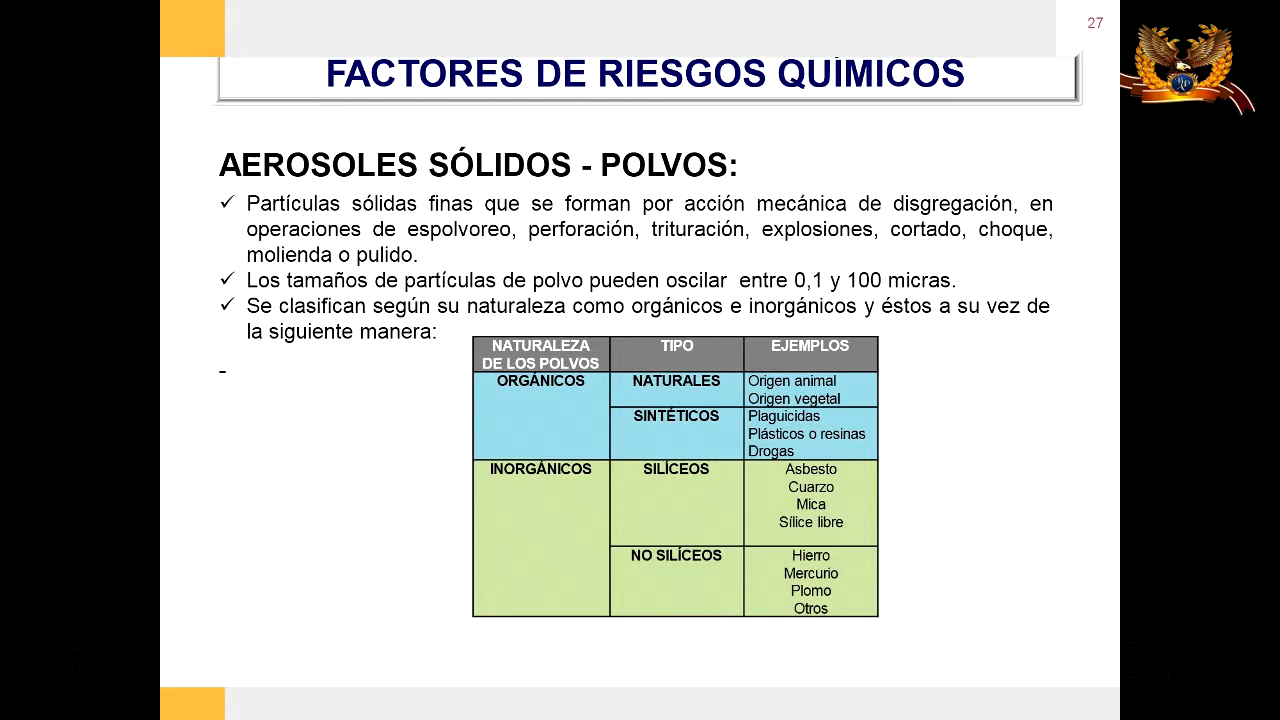 27
FACTORES DE RIESGOS QUÍMICOS
AEROSOLES SÓLIDOS - POLVOS:
✓ Partículas sólidas finas que se forman por acción mecánica de disgregación, en
operaciones de espolvoreo, perforación, trituración, explosiones, cortado, choque,
molienda o pulido.
✓ Los tamaños de partículas de polvo pueden oscilar entre 0,1 y 100 micras.
✓ Se clasifican según su naturaleza como orgánicos e inorgánicos y éstos a su vez de
la siguiente manera:
-
NATURALEZA DE LOS POLVOS TIPO EJEMPLOS
ORGÁNICOS NATURALES Origen animal
Origen vegetal
SINTÉTICOS Plaguicidas
Plásticos o resinas
Drogas
INORGÁNICOS SILÍCEOS Asbesto
Cuarzo
Mica
Sílice libre
NO SILÍCEOS Hierro
Mercurio
Plomo
Otros